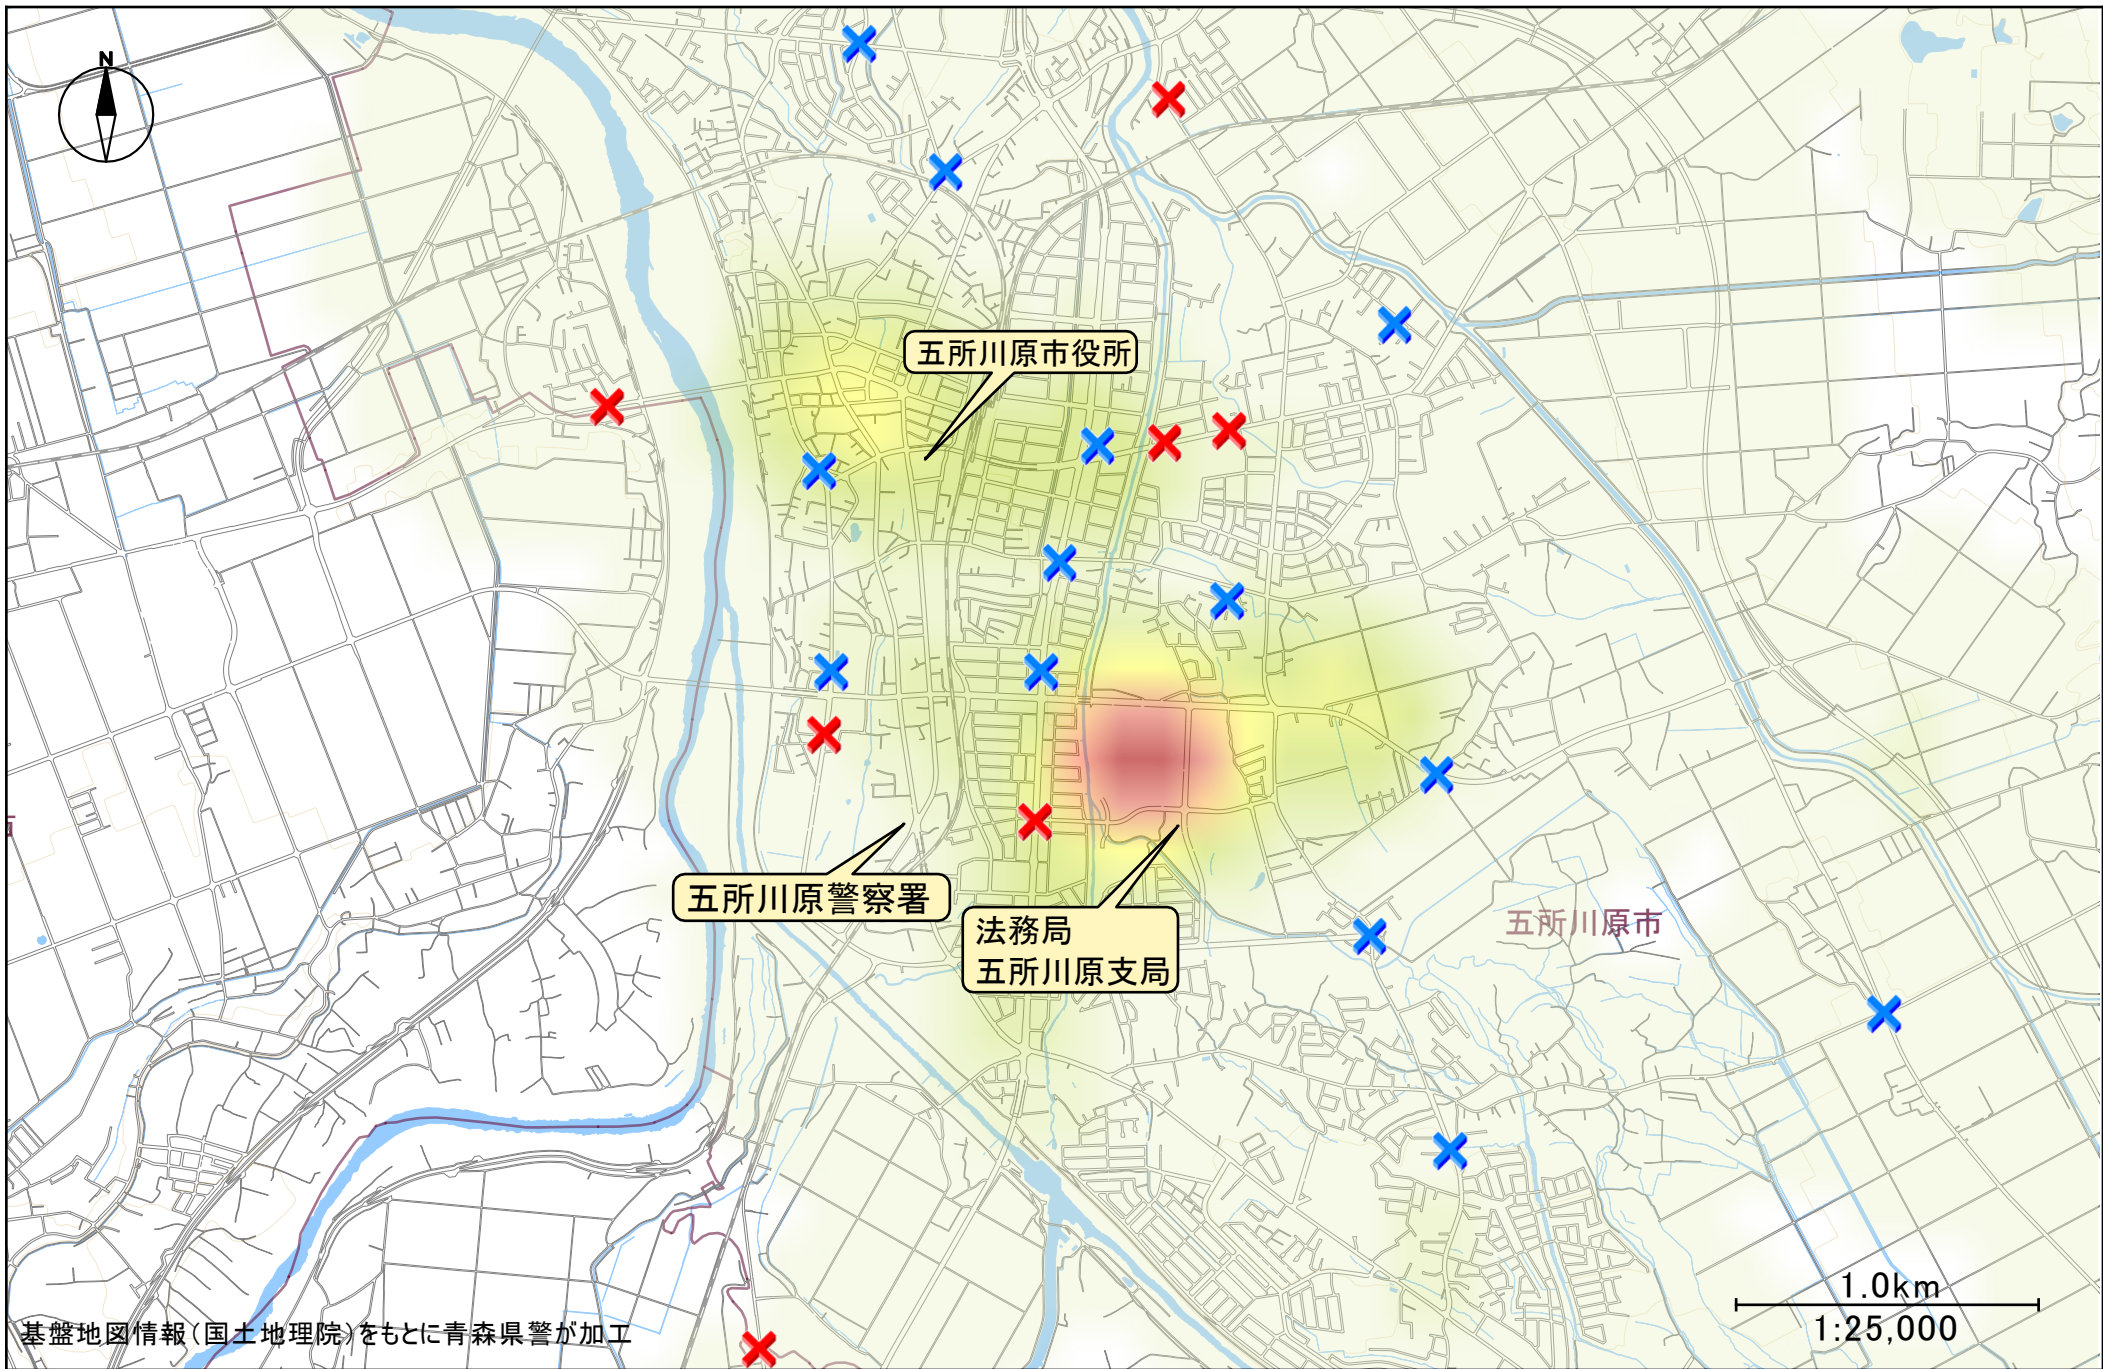 N
五所川原市役所
五所川原警察署
法務局
五所川原支局
五所川原市
1.0km
1:25,000
基盤地図情報(国土地理院)をもとに青森県警が加工